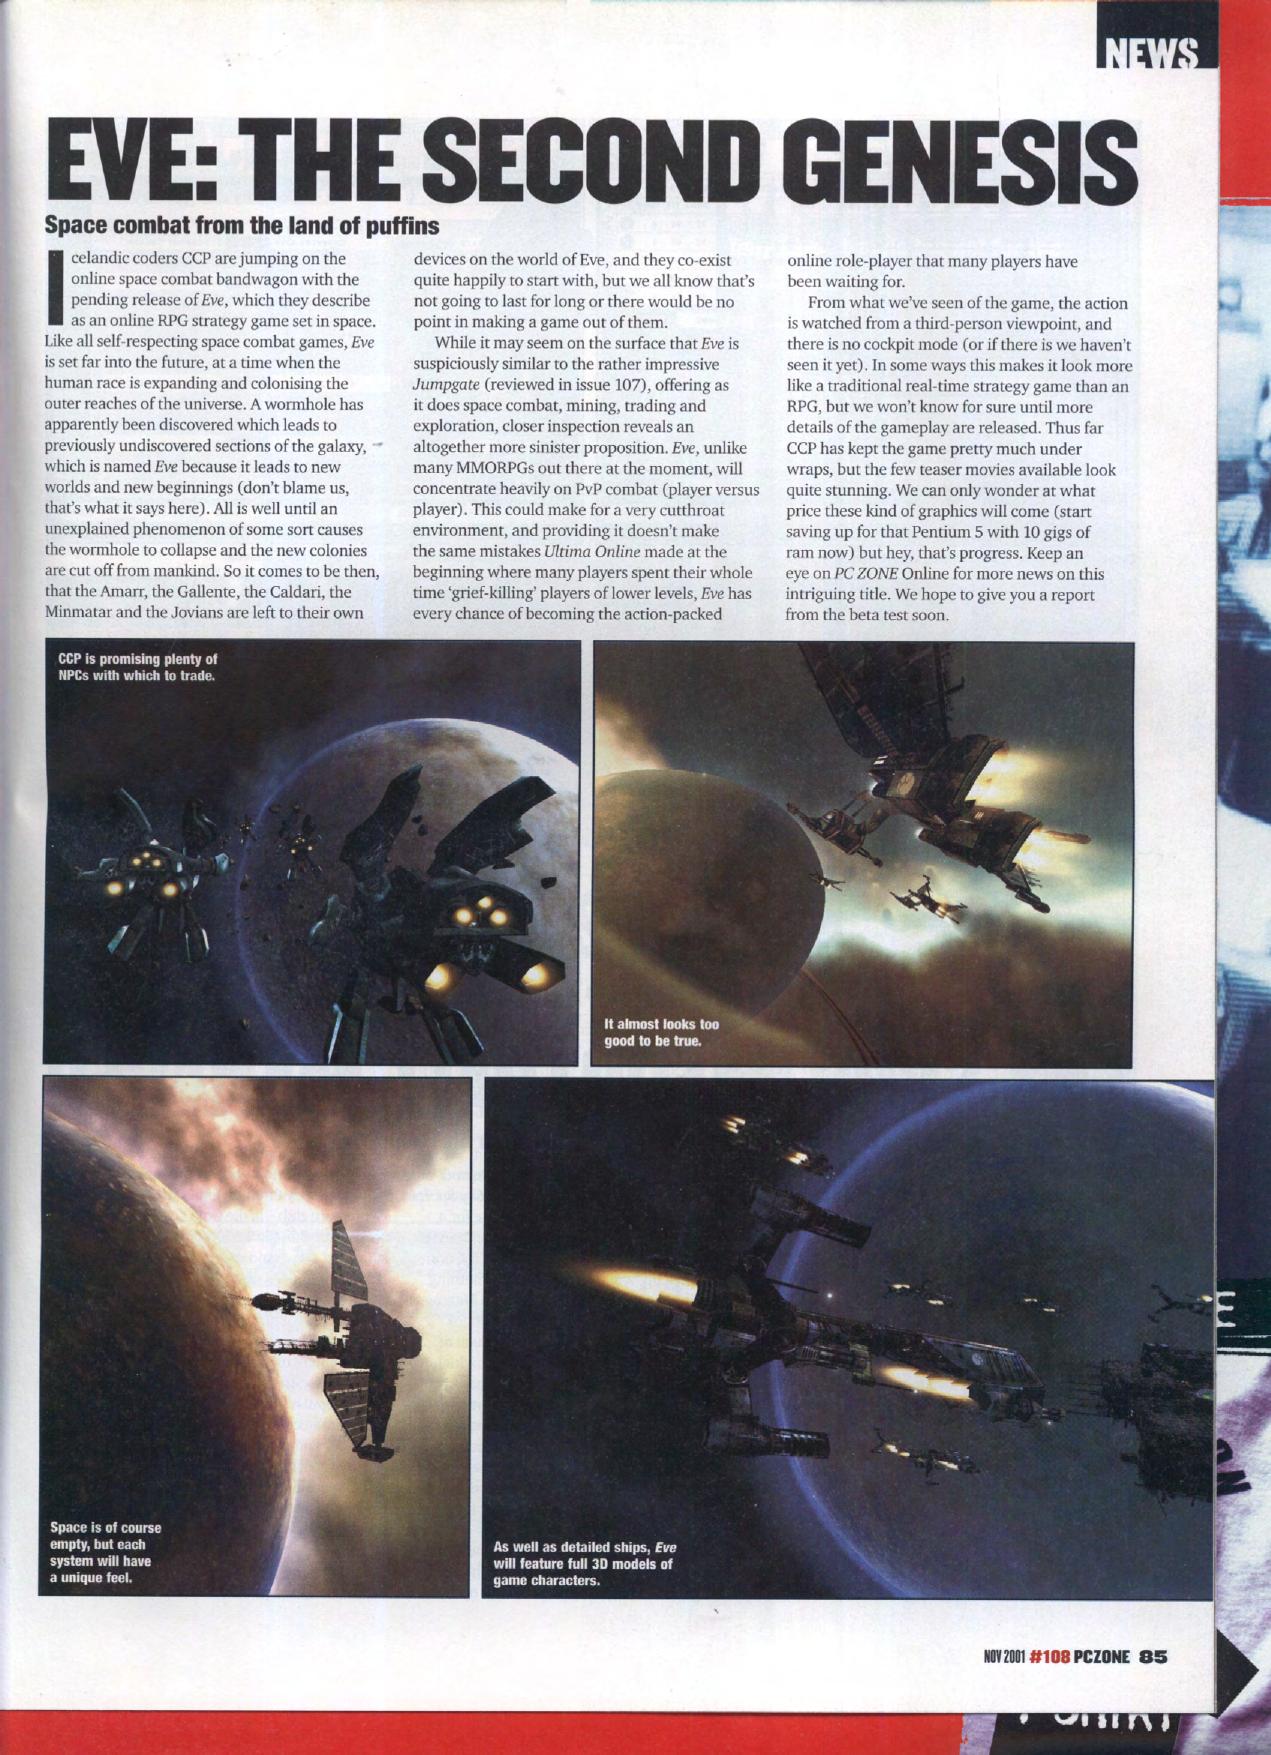 NEWS
EVE: THE SECOND GENESIS
Space combat from the land of puffins
Icelandic coders CCP are jumping on the
online space combat bandwagon with the
pending release of Eve, which they describe
as an online RPG strategy game set in space.
Like all self-respecting space combat games, Eve
is set far into the future, at a time when the
human race is expanding and colonising the
outer reaches of the universe. A wormhole has
apparently been discovered which leads to
previously undiscovered sections of the galaxy,
which is named Eve because it leads to new
worlds and new beginnings (don't blame us,
that's what it says here). All is well until an
unexplained phenomenon of some sort causes
the wormhole to collapse and the new colonies
are cut off from mankind. So it comes to be then,
that the Amarr, the Gallente, the Caldari, the
Minmatar and the Jovians are left to their own
devices on the world of Eve, and they co-exist
quite happily to start with, but we all know that's
not going to last for long or there would be no
point in making a game out of them.
While it may seem on the surface that Eve is
suspiciously similar to the rather impressive
Jumpgate (reviewed in issue 107), offering as
it does space combat, mining, trading and
exploration, closer inspection reveals an
altogether more sinister proposition. Eve, unlike
many MMORPGs out there at the moment, will
concentrate heavily on PvP combat (player versus
player). This could make for a very cutthroat
environment, and providing it doesn't make
the same mistakes Ultima Online made at the
beginning where many players spent their whole
time 'grief-killing' players of lower levels, Eve has
every chance of becoming the action-packed
online role-player that many players have
been waiting for.
From what we've seen of the game, the action
is watched from a third-person viewpoint, and
there is no cockpit mode (or if there is we haven't
seen it yet). In some ways this makes it look more
like a traditional real-time strategy game than an
RPG, but we won't know for sure until more
details of the gameplay are released. Thus far
CCP has kept the game pretty much under
wraps, but the few teaser movies available look
quite stunning. We can only wonder at what
price these kind of graphics will come (start
saving up for that Pentium 5 with 10 gigs of
ram now) but hey, that's progress. Keep an
eye on PC ZONE Online for more news on this
intriguing title. We hope to give you a report
from the beta test soon.
CCP is promising plenty of
NPCs with which to trade.
It almost looks too
good to be true.
Space is of course
empty, but each
system will have
a unique feel.
As well as detailed ships, Eve
will feature full 3D models of
game characters.
NOV 2001 #108 PCZONE 85